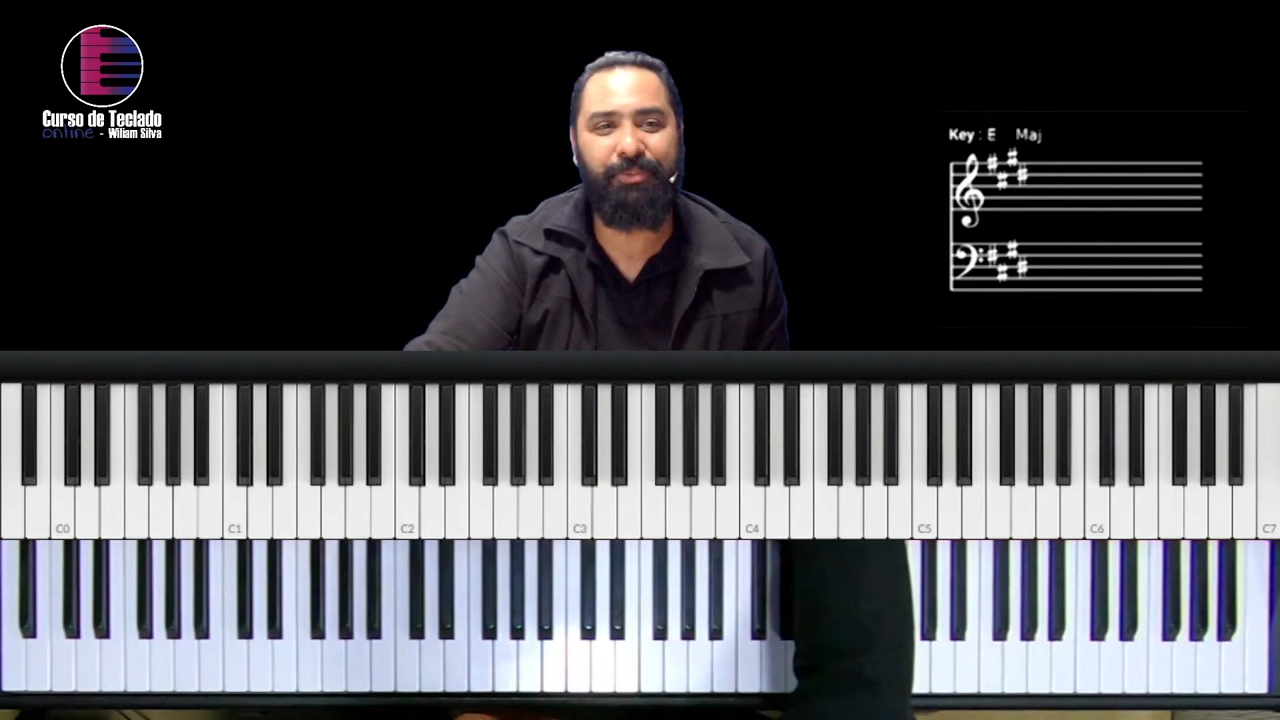 Curso de Teclado
online - Wiliam Silva
Key : E Maj
C0 C1 C2 C3 C4 C5 C6 C7